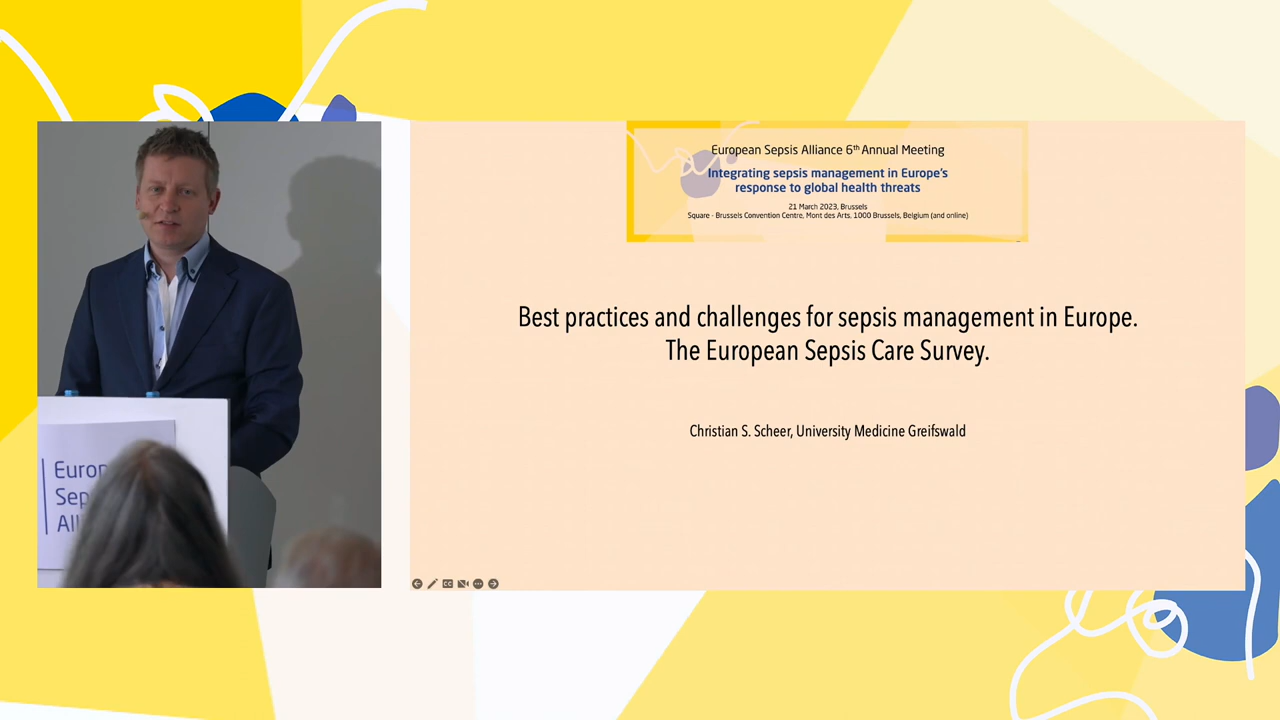 European Sepsis Alliance 6th Annual Meeting
Integrating sepsis management in Europe's
response to global health threats
21 March 2023, Brussels
Square - Brussels Convention Centre, Mont des Arts, 1000 Brussels, Belgium (and online)
Best practices and challenges for sepsis management in Europe.
The European Sepsis Care Survey.
Christian S. Scheer, University Medicine Greifswald
Europ
Sep
All
CC